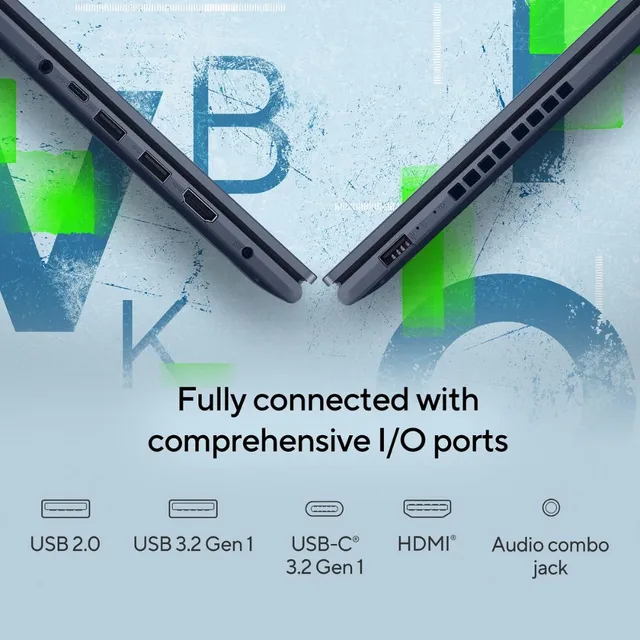 VB
K
Fully connected with
comprehensive I/O ports
USB 2.0
USB 3.2 Gen 1
USB-C®
3.2 Gen 1
HDMI®
Audio combo
jack